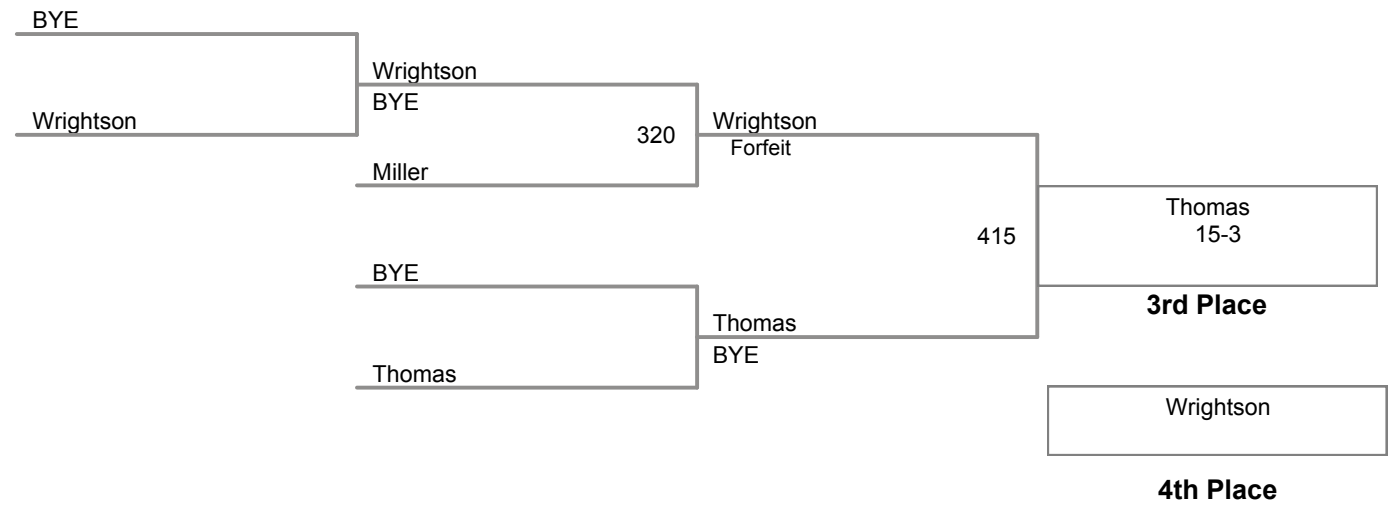 BYE
Wrightson
Wrightson
BYE
320
Miller
BYE
Thomas
Wrightson
Forfeit
415
Thomas
BYE
Thomas
15-3
3rd Place
Wrightson
4th Place